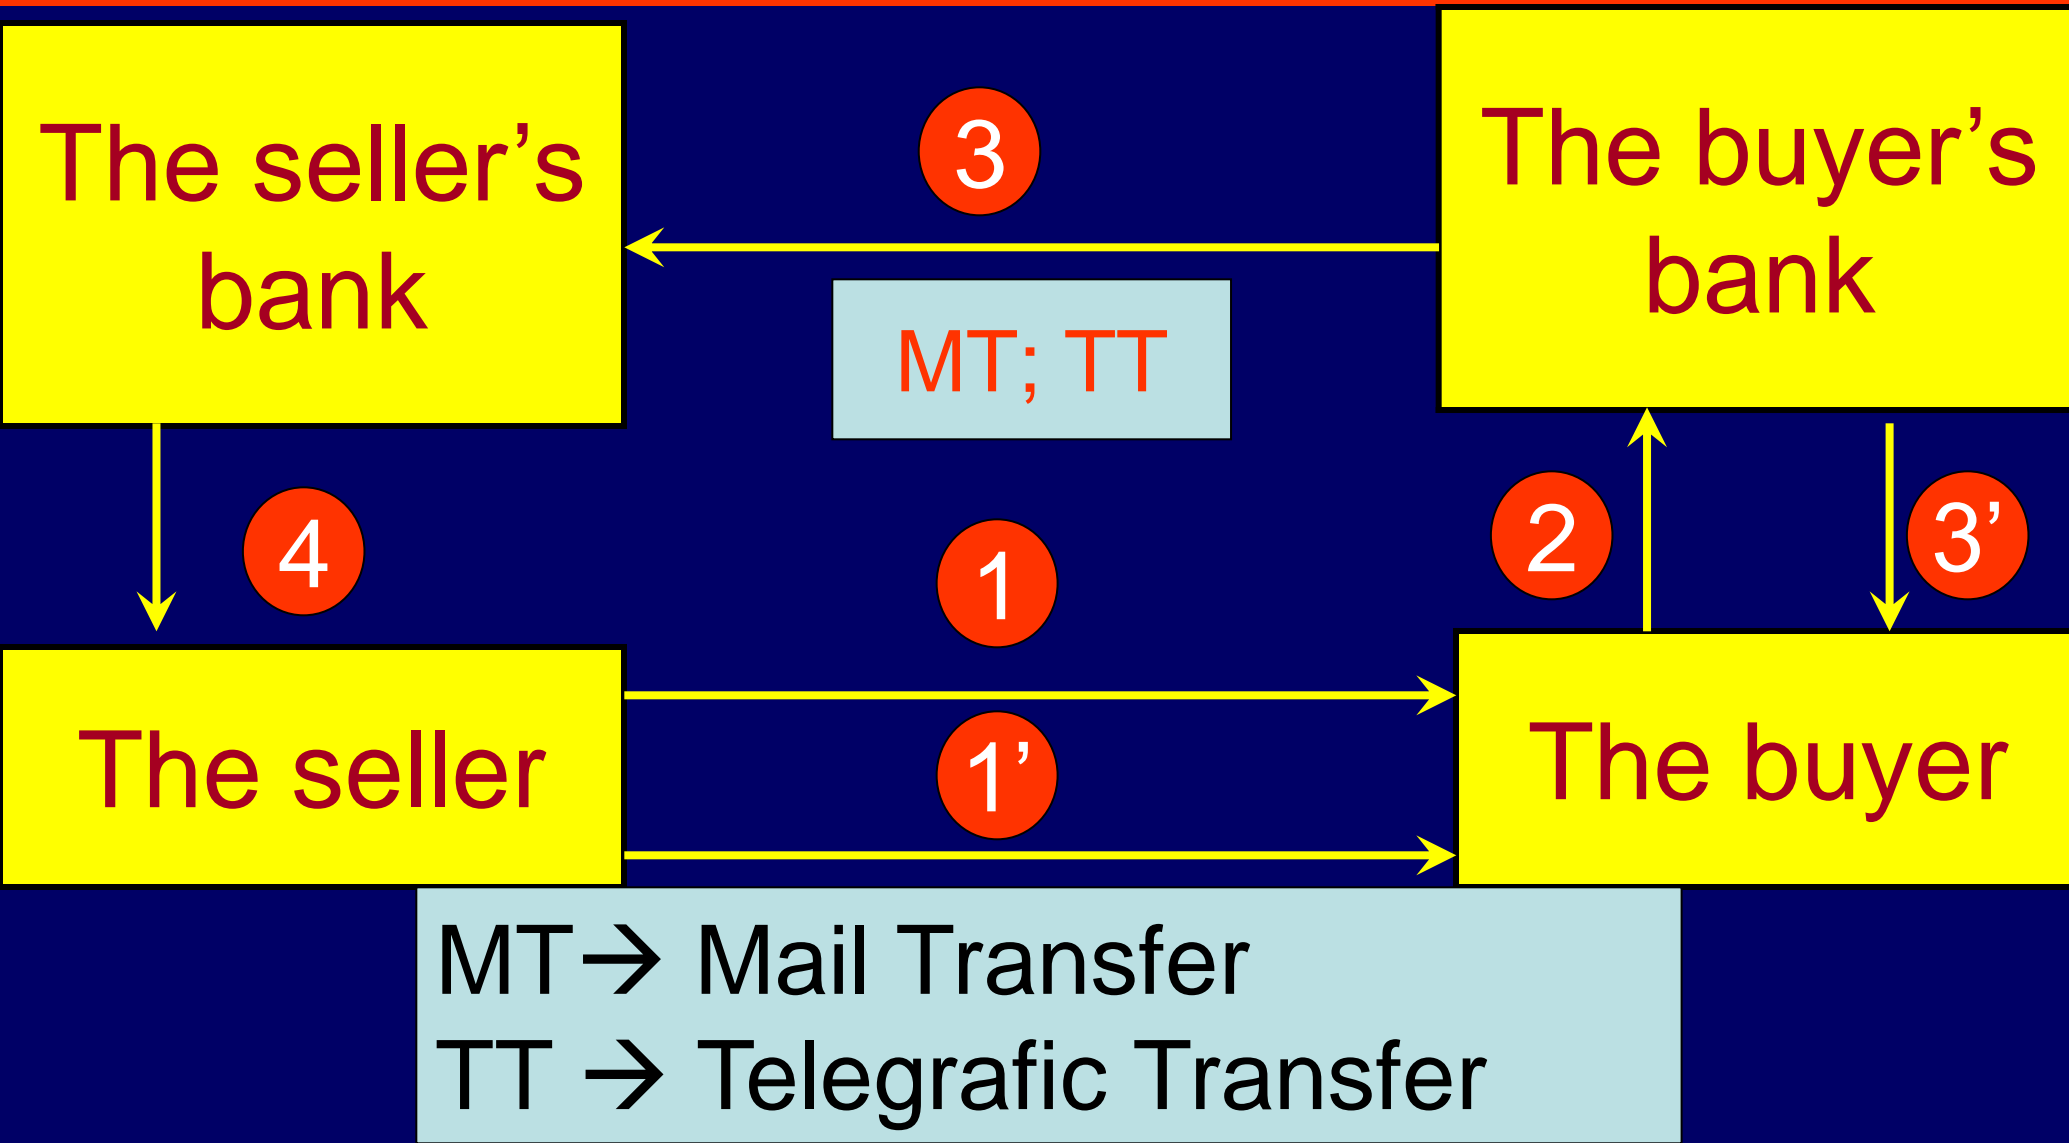 The seller’s
bank
3
The buyer’s
bank
MT; TT
4
1
2
3’
The seller
1’
The buyer
MT→ Mail Transfer
TT → Telegrafic Transfer